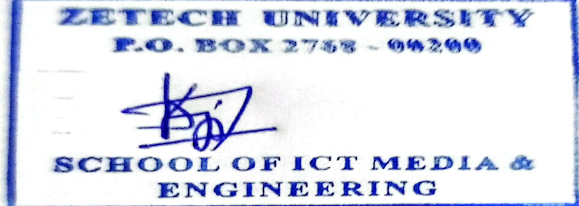 ZETECH UNIVERSITY
P.O. BOX 2768 - 00200
SCHOOL OF ICT MEDIA &
ENGINEERING